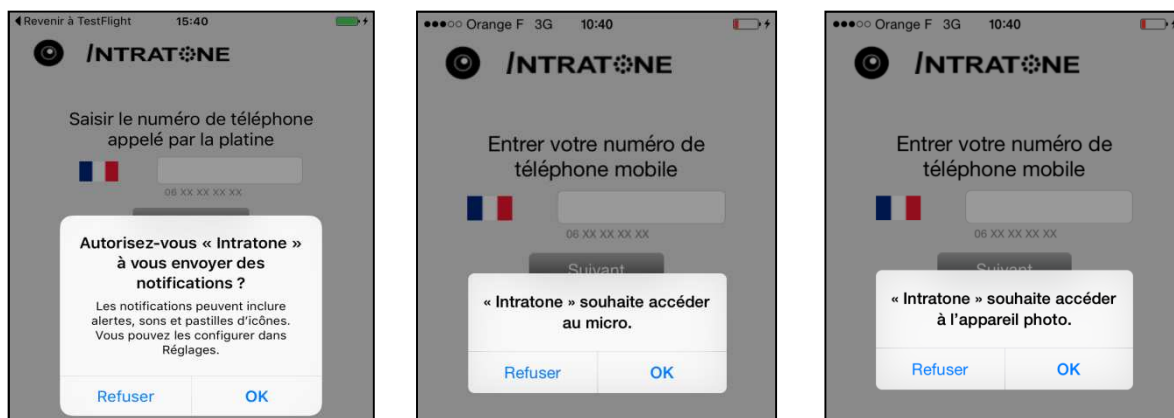 Revenir à TestFlight 15:40
INTRATONE
Saisir le numéro de téléphone
appelé par la platine
06 XX XX XX XX
Autorisez-vous « Intratone »
à vous envoyer des
notifications ?
Les notifications peuvent inclure
alertes, sons et pastilles d'icônes.
Vous pouvez les configurer dans
Réglages.
Refuser OK
Orange F 3G 10:40
INTRATONE
Entrer votre numéro de
téléphone mobile
06 XX XX XX XX
Suivant
« Intratone » souhaite accéder
au micro.
Refuser OK
Orange F 3G 10:40
INTRATONE
Entrer votre numéro de
téléphone mobile
06 XX XX XX XX
Suivant
« Intratone » souhaite accéder
à l'appareil photo.
Refuser OK